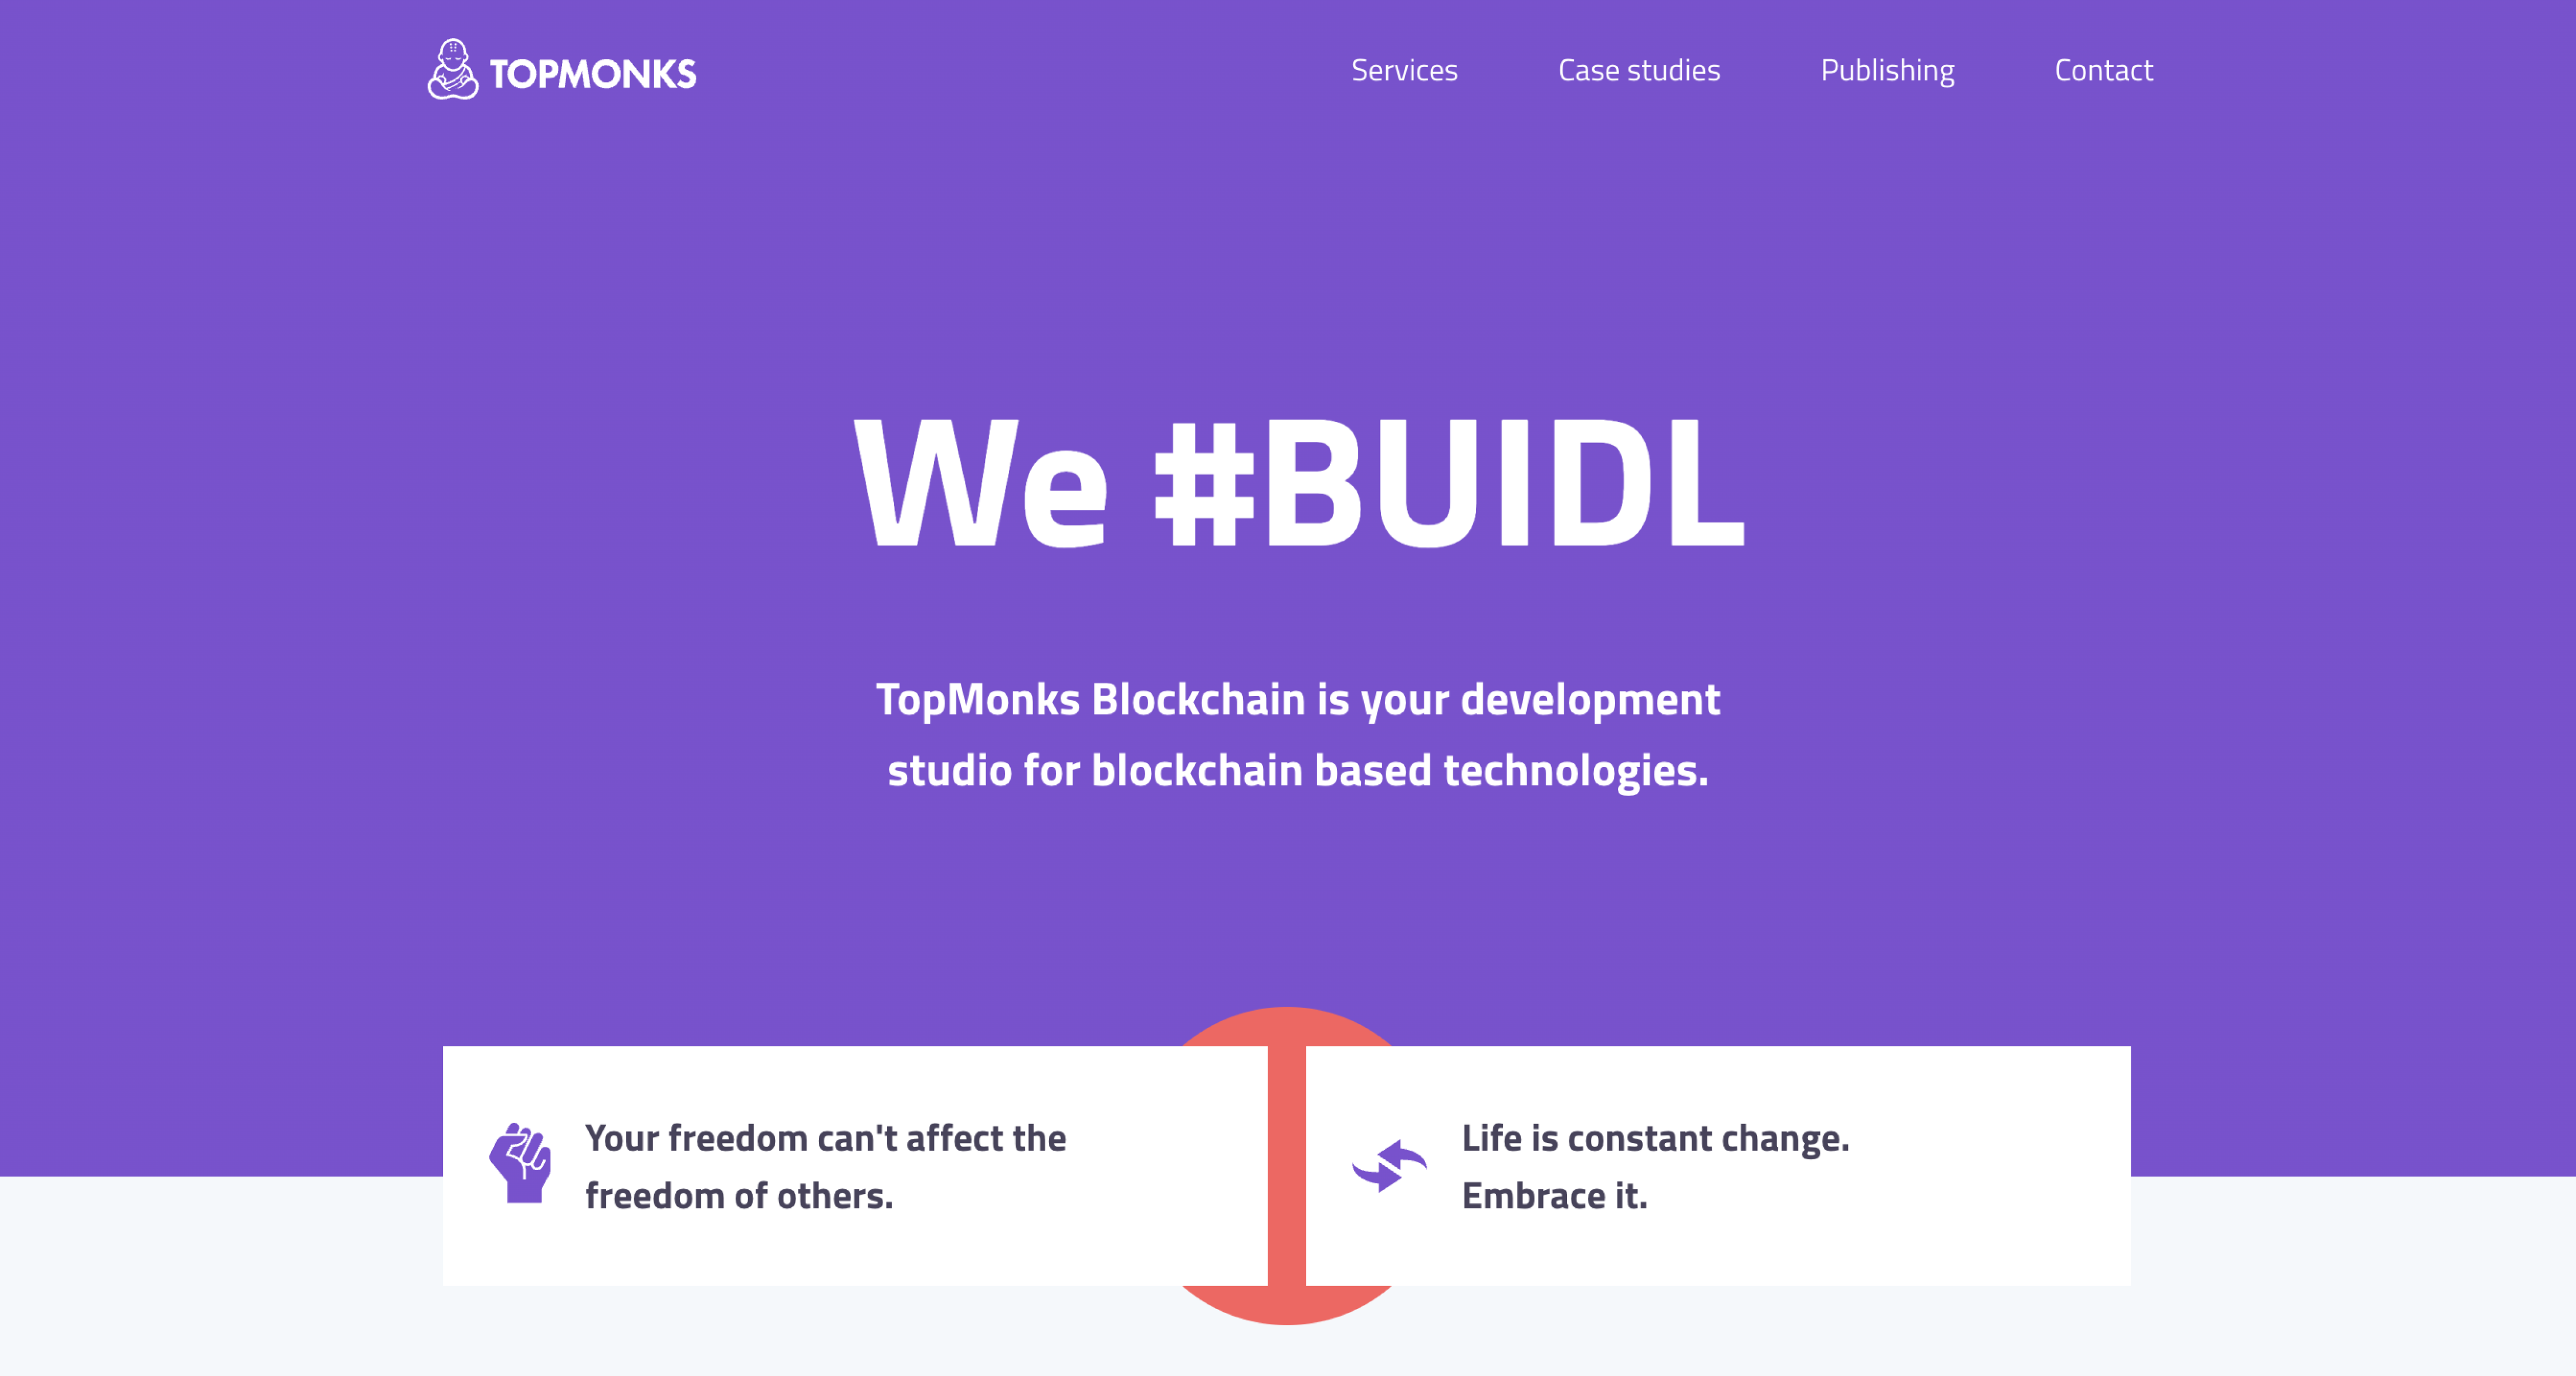 TOPMONKS
Services
Case studies
Publishing
Contact
We #BUIDL
TopMonks Blockchain is your development
studio for blockchain based technologies.
Your freedom can't affect the
freedom of others.
Life is constant change.
Embrace it.